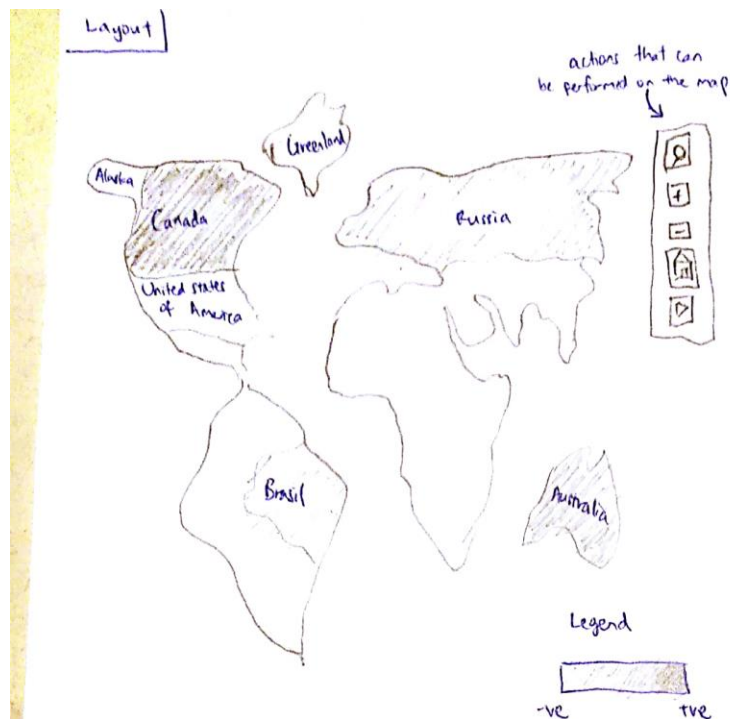 Layout
actions that can
be performed on the map
Greenland
Alaska
Canada
Russia
United states
of America
Brasil
Australia
Legend
-ve +ve